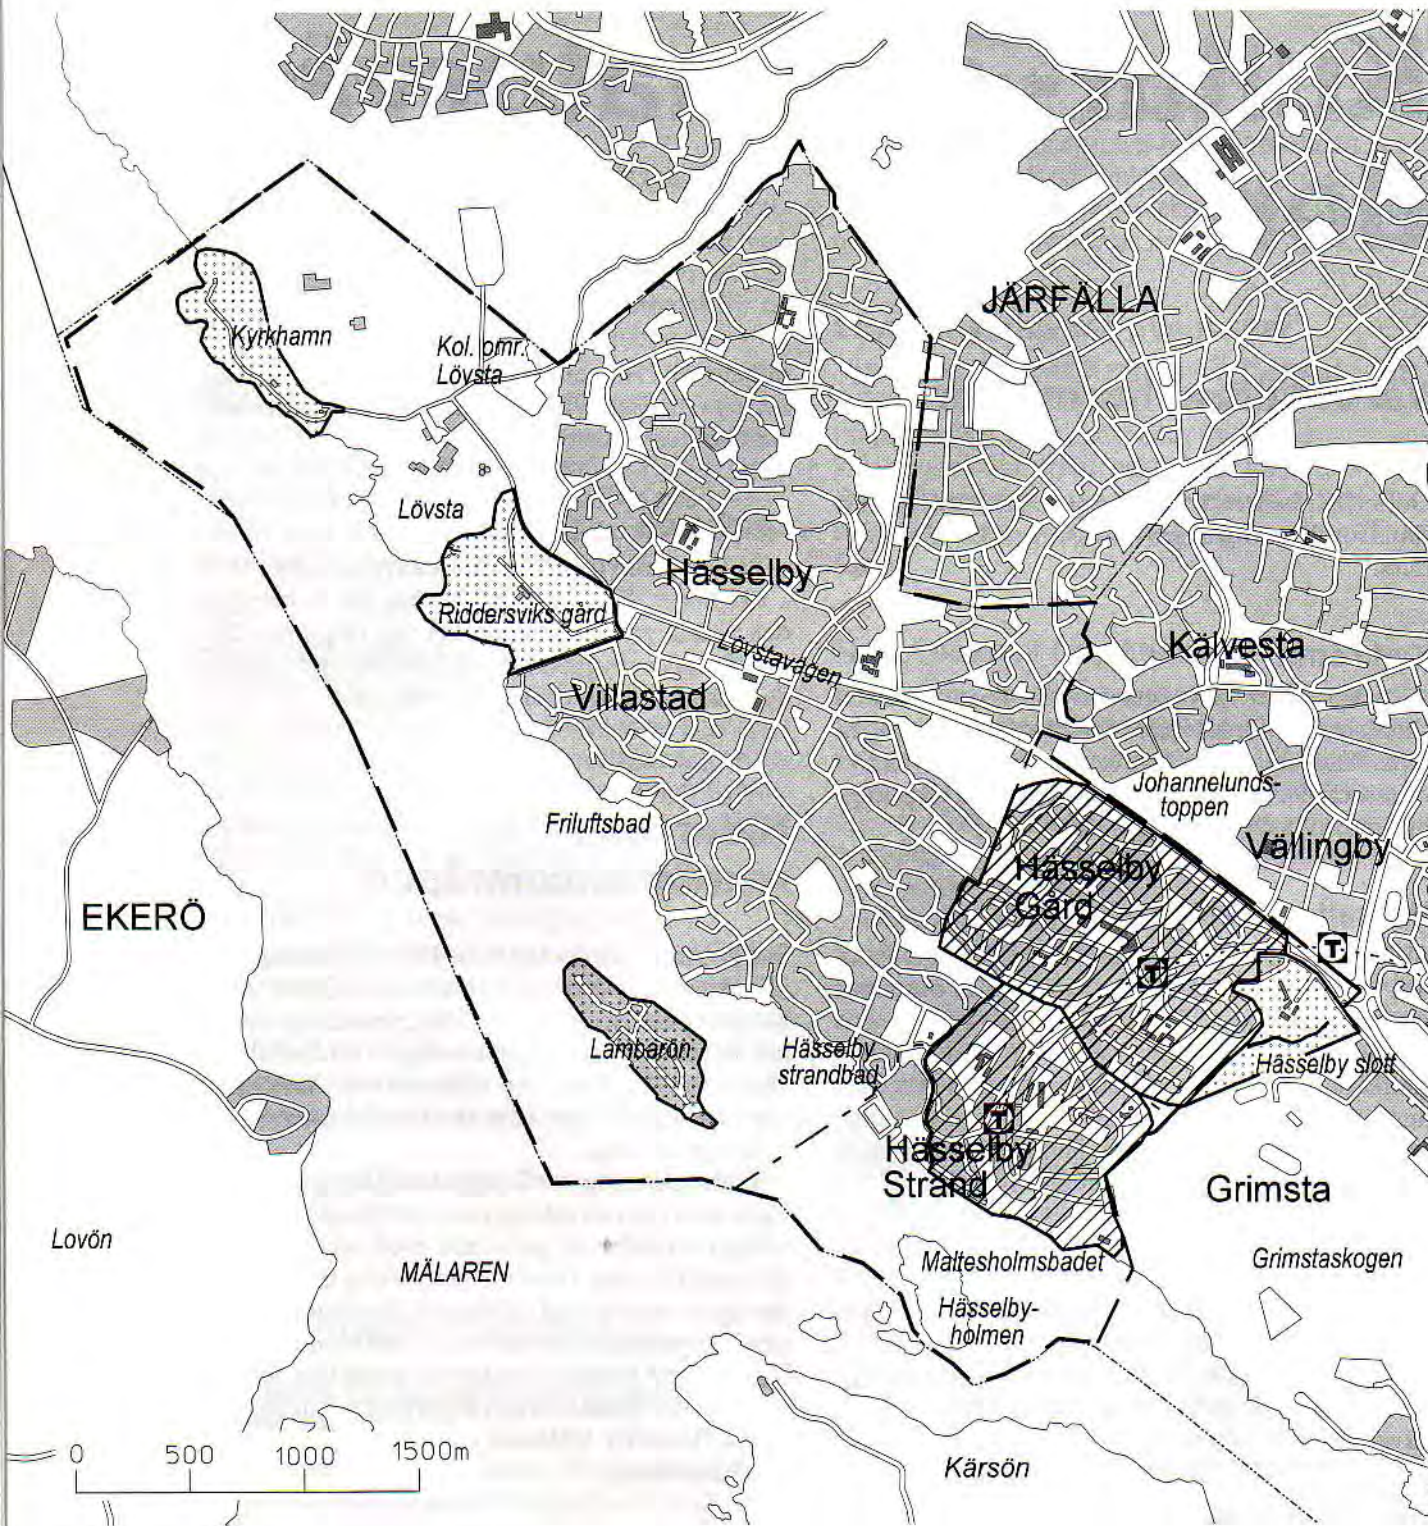 JÄRFÄLLA
Kyrkhamn
Kol. omr.
Lövsta
Lövsta
Hässelby
Riddersviks gård
Lövstavägen
Kälvesta
Villastad
Johannelunds-
toppen
Friluftsbad
Vällingby
Hässelby
Gård
EKERÖ
T
T
Lambarön
Hässelby
strandbad
Hässelby slott
T
Hässelby
Strand
Grimsta
Lovön
MÄLAREN
Maltesholmsbadet
Grimstaskogen
Hässelby-
holmen
0 500 1000 1500m
Kärsön